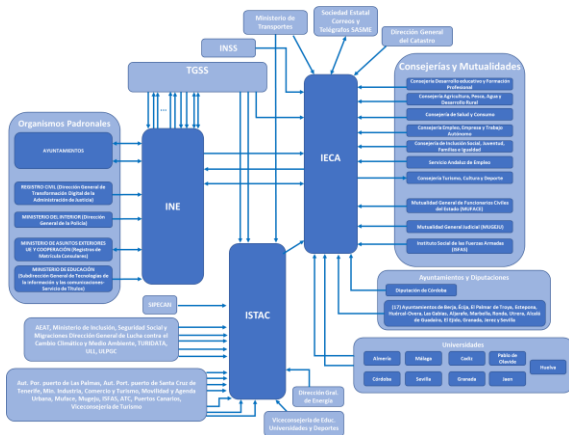 Ministerio de
Transportes
Sociedad Estatal
Correos y
Telégrafos SASME
Dirección General
del Catastro
INSS
TGSS
...
Organismos Padronales
AYUNTAMIENTOS
REGISTRO CIVIL (Dirección General de
Transformación Digital de la
Administración de Justicia)
MINISTERIO DEL INTERIOR (Dirección
General de la Policía)
MINISTERIO DE ASUNTOS EXTERIORES
UE Y COOPERACIÓN (Registros de
Matrícula Consulares)
MINISTERIO DE EDUCACIÓN
(Subdirección General de Tecnologías de
la Información y las comunicaciones-
Servicio de Títulos)
INE
IECA
ISTAC
Consejerías y Mutualidades
Consejería Desarrollo educativo y Formación
Profesional
Consejería Agricultura, Pesca, Agua y
Desarrollo Rural
Consejería de Salud y Consumo
Consejería Empleo, Empresa y Trabajo
Autónomo
Consejería de Inclusión Social, Juventud,
Familias e Igualdad
Servicio Andaluz de Empleo
Consejería Turismo, Cultura y Deporte
Mutualidad General de Funcionarios Civiles
del Estado (MUFACE)
Mutualidad General Judicial (MUGEJU)
Instituto Social de las Fuerzas Armadas
(ISFAS)
Ayuntamientos y Diputaciones
Diputación de Córdoba
(17) Ayuntamientos de Berja, Écija, El Palmar de Troya, Estepona,
Huércal-Overa, Las Gabias, Aljarafe, Marbella, Ronda, Utrera, Alcalá
de Guadaíra, El Ejido, Granada, Jerez y Sevilla
Universidades
Almería
Málaga
Cádiz
Pablo de
Olavide
Huelva
Córdoba
Sevilla
Granada
Jaen
SIPECAN
AEAT, Ministerio de Inclusión, Seguridad Social y
Migraciones Dirección General de Lucha contra el
Cambio Climático y Medio Ambiente, TURIDATA,
ULL, ULPGC
Aut. Por. puerto de Las Palmas, Aut. Port. puerto de Santa Cruz de
Tenerife, Min. Industria, Comercio y Turismo, Movilidad y Agenda
Urbana, Muface, Mugeju, ISFAS, ATC, Puertos Canarios,
Viceconsejería de Turismo
Dirección Gral.
de Energía
Viceconsejería de Educ.
Universidades y Deportes